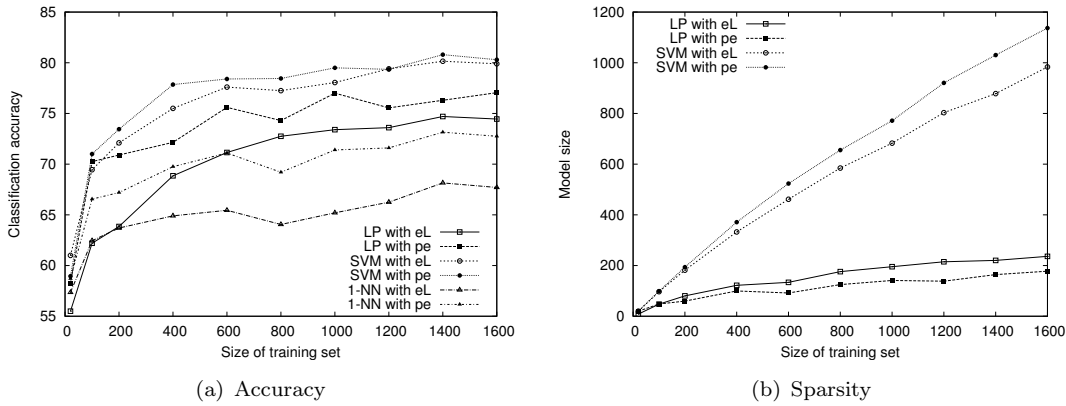 85
80
75
70
65
60
55
0 200 400 600 800 1000 1200 1400 1600
Classification accuracy
Size of training set
LP with eL
LP with pe
SVM with eL
SVM with pe
1-NN with eL
1-NN with pe
(a) Accuracy
1200
1000
800
600
400
200
0
0 200 400 600 800 1000 1200 1400 1600
Model size
Size of training set
LP with eL
LP with pe
SVM with eL
SVM with pe
(b) Sparsity